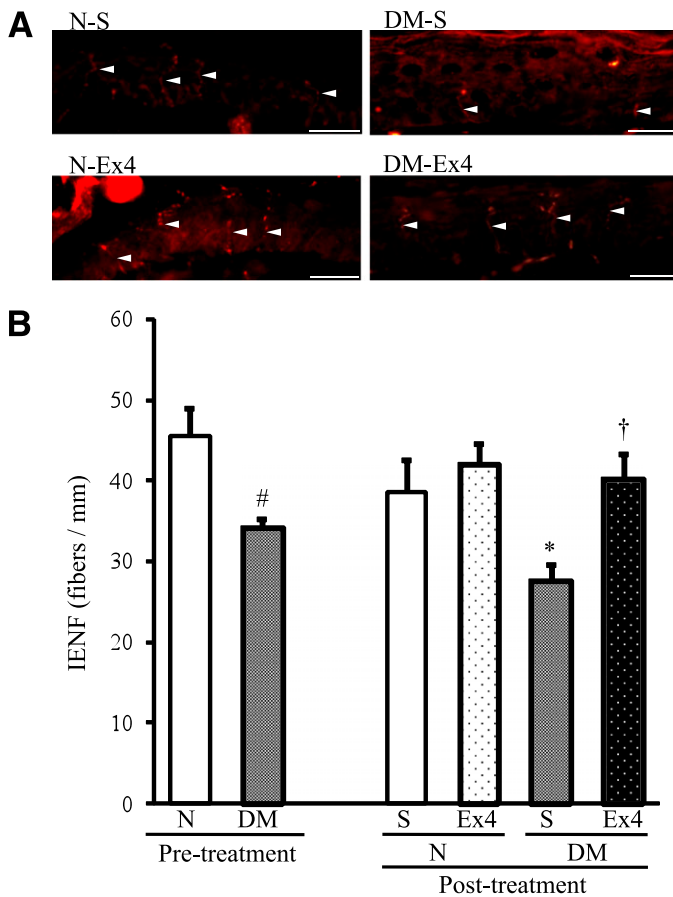 A
N-S
DM-S
N-Ex4
DM-Ex4
B
IENF (fibers / mm)
60
50
40
30
20
10
0
#
*
†
N
DM
S
Ex4
S
Ex4
Pre-treatment
N
DM
Post-treatment